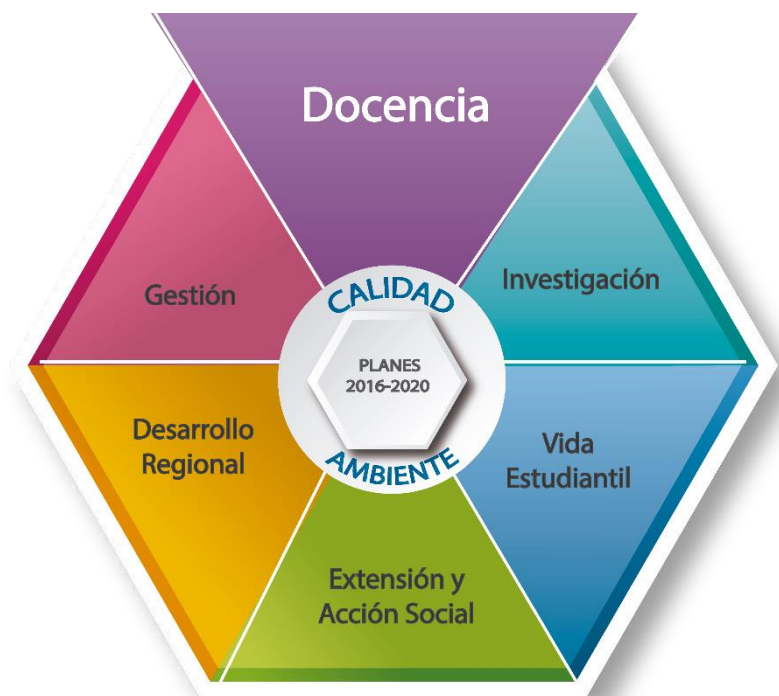 Docencia
Gestión
Investigación
CALIDAD
PLANES
2016-2020
AMBIENTE
Desarrollo
Regional
Vida
Estudiantil
Extensión y
Acción Social